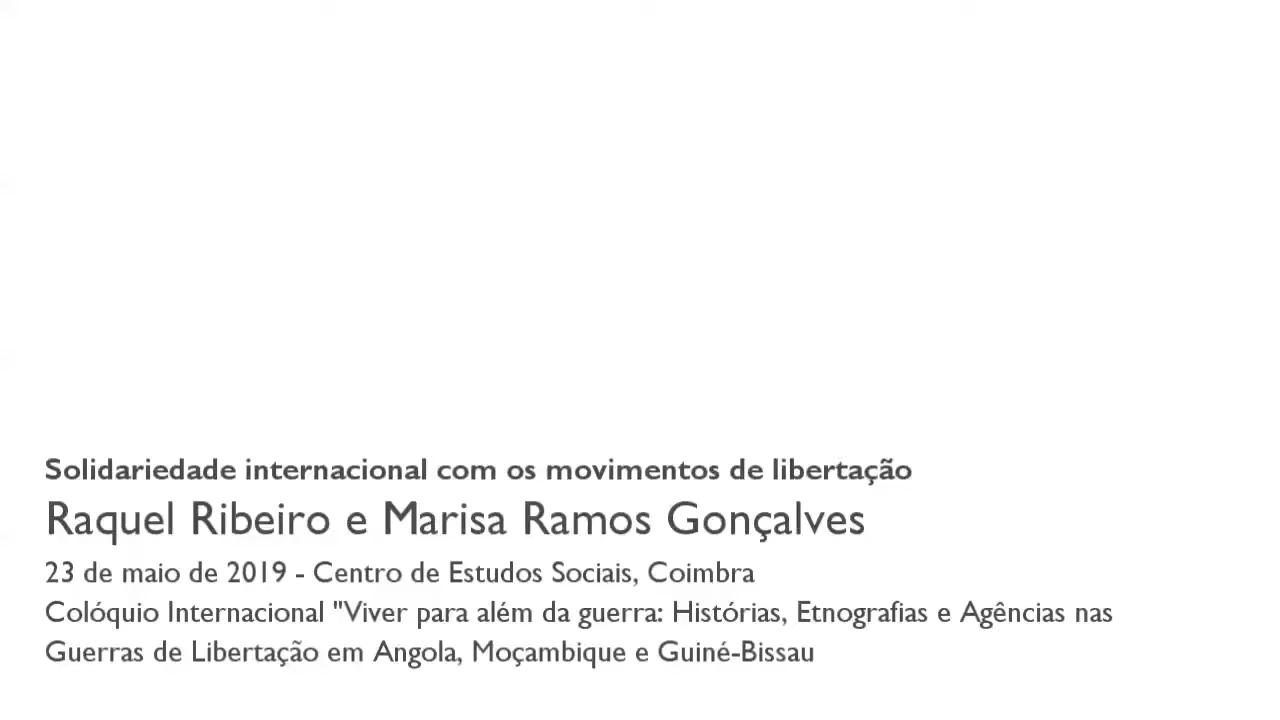 Solidariedade internacional com os movimentos de libertação
Raquel Ribeiro e Marisa Ramos Gonçalves
23 de maio de 2019 - Centro de Estudos Sociais, Coimbra
Colóquio Internacional "Viver para além da guerra: Histórias, Etnografias e Agências nas
Guerras de Libertação em Angola, Moçambique e Guiné-Bissau